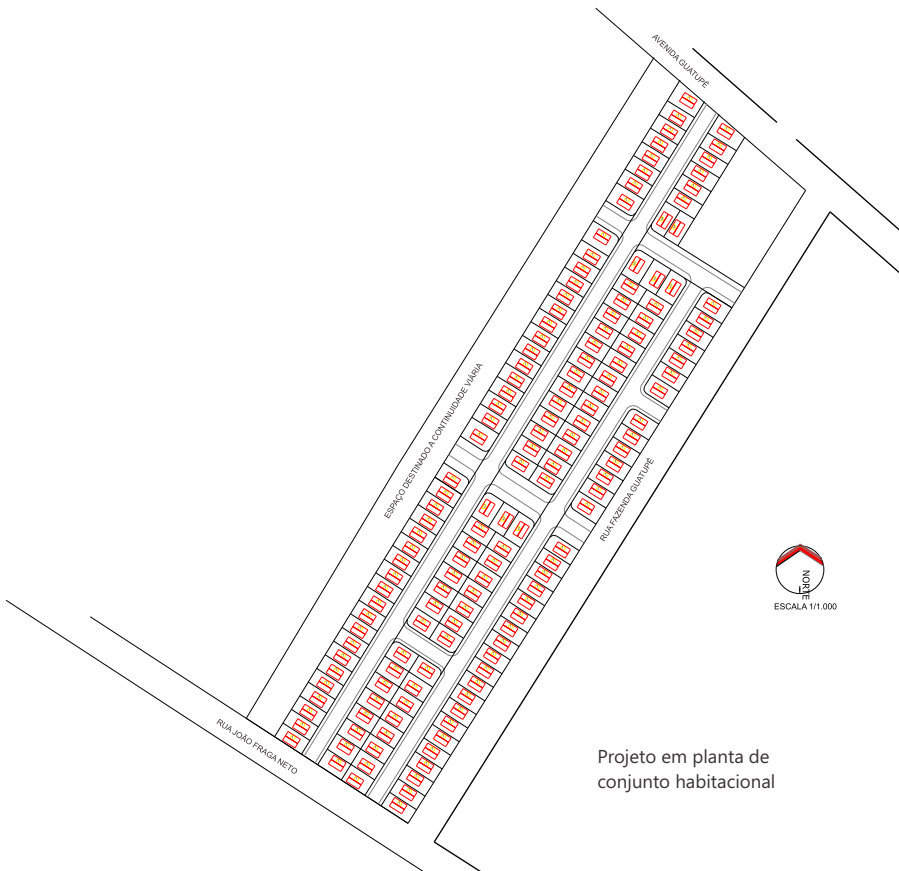 AVENIDA GUATUPÊ
ESPAÇO DESTINADO A CONTINUIDADE VIÁRIA
RUA FAZENDA GUATUPÊ
NORTE
ESCALA 1/1.000
RUA JOÃO FRAGA NETO
Projeto em planta de
conjunto habitacional